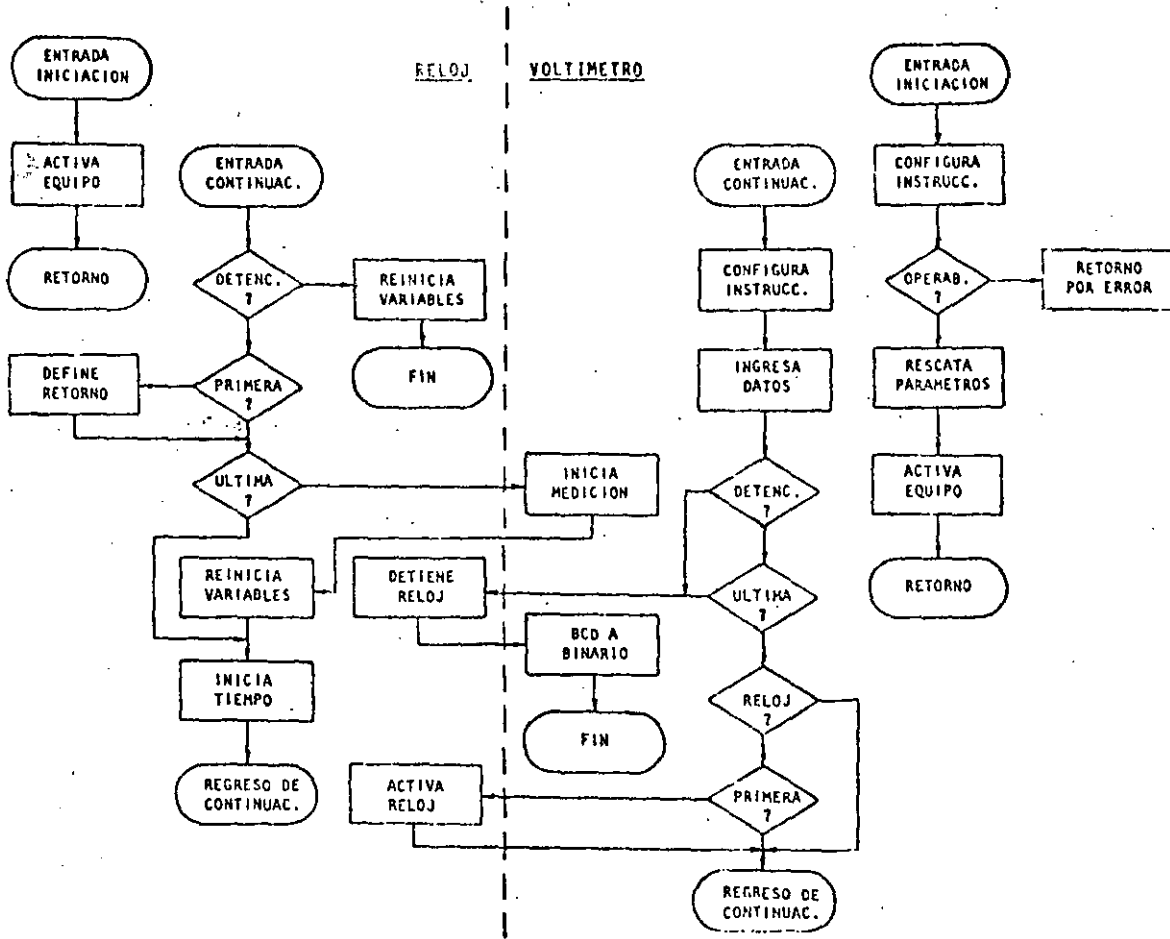 RELOJ
VOLTIMETRO
ENTRADA
INICIACION
ACTIVA
EQUIPO
RETORNO
ENTRADA
CONTINUAC.
DETENC.
?
REINICIA
VARIABLES
FIN
PRIMERA
?
DEFINE
RETORNO
ULTIMA
?
REINICIA
VARIABLES
INICIA
TIEMPO
REGRESO DE
CONTINUAC.
INICIA
MEDICION
DETIENE
RELOJ
BCD A
BINARIO
FIN
ACTIVA
RELOJ
ENTRADA
CONTINUAC.
CONFIGURA
INSTRUCC.
INGRESA
DATOS
DETENC.
?
ULTIMA
?
RELOJ
?
PRIMERA
?
REGRESO DE
CONTINUAC.
ENTRADA
INICIACION
CONFIGURA
INSTRUCC.
OPERAB.
?
RETORNO
POR ERROR
RESCATA
PARAMETROS
ACTIVA
EQUIPO
RETORNO